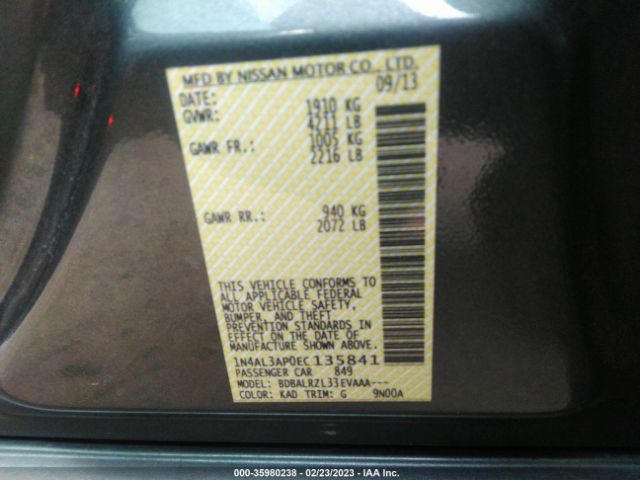 MFD BY NISSAN MOTOR CO., LTD.
DATE: 09/13
GVWR: 1910 KG
4211 LB
GAWR FR.: 1005 KG
2216 LB
GAWR RR.: 940 KG
2072 LB
THIS VEHICLE CONFORMS TO
ALL APPLICABLE FEDERAL
MOTOR VEHICLE SAFETY,
BUMPER, AND THEFT
PREVENTION STANDARDS IN
EFFECT ON THE DATE OF
MANUFACTURE SHOWN ABOVE.
1N4AL3AP0EC135841
PASSENGER CAR 849
MODEL: BDBALRZL33EVAAA---
COLOR: KAD TRIM: G 9N00A
000-35980238 - 02/23/2023 - IAA Inc.